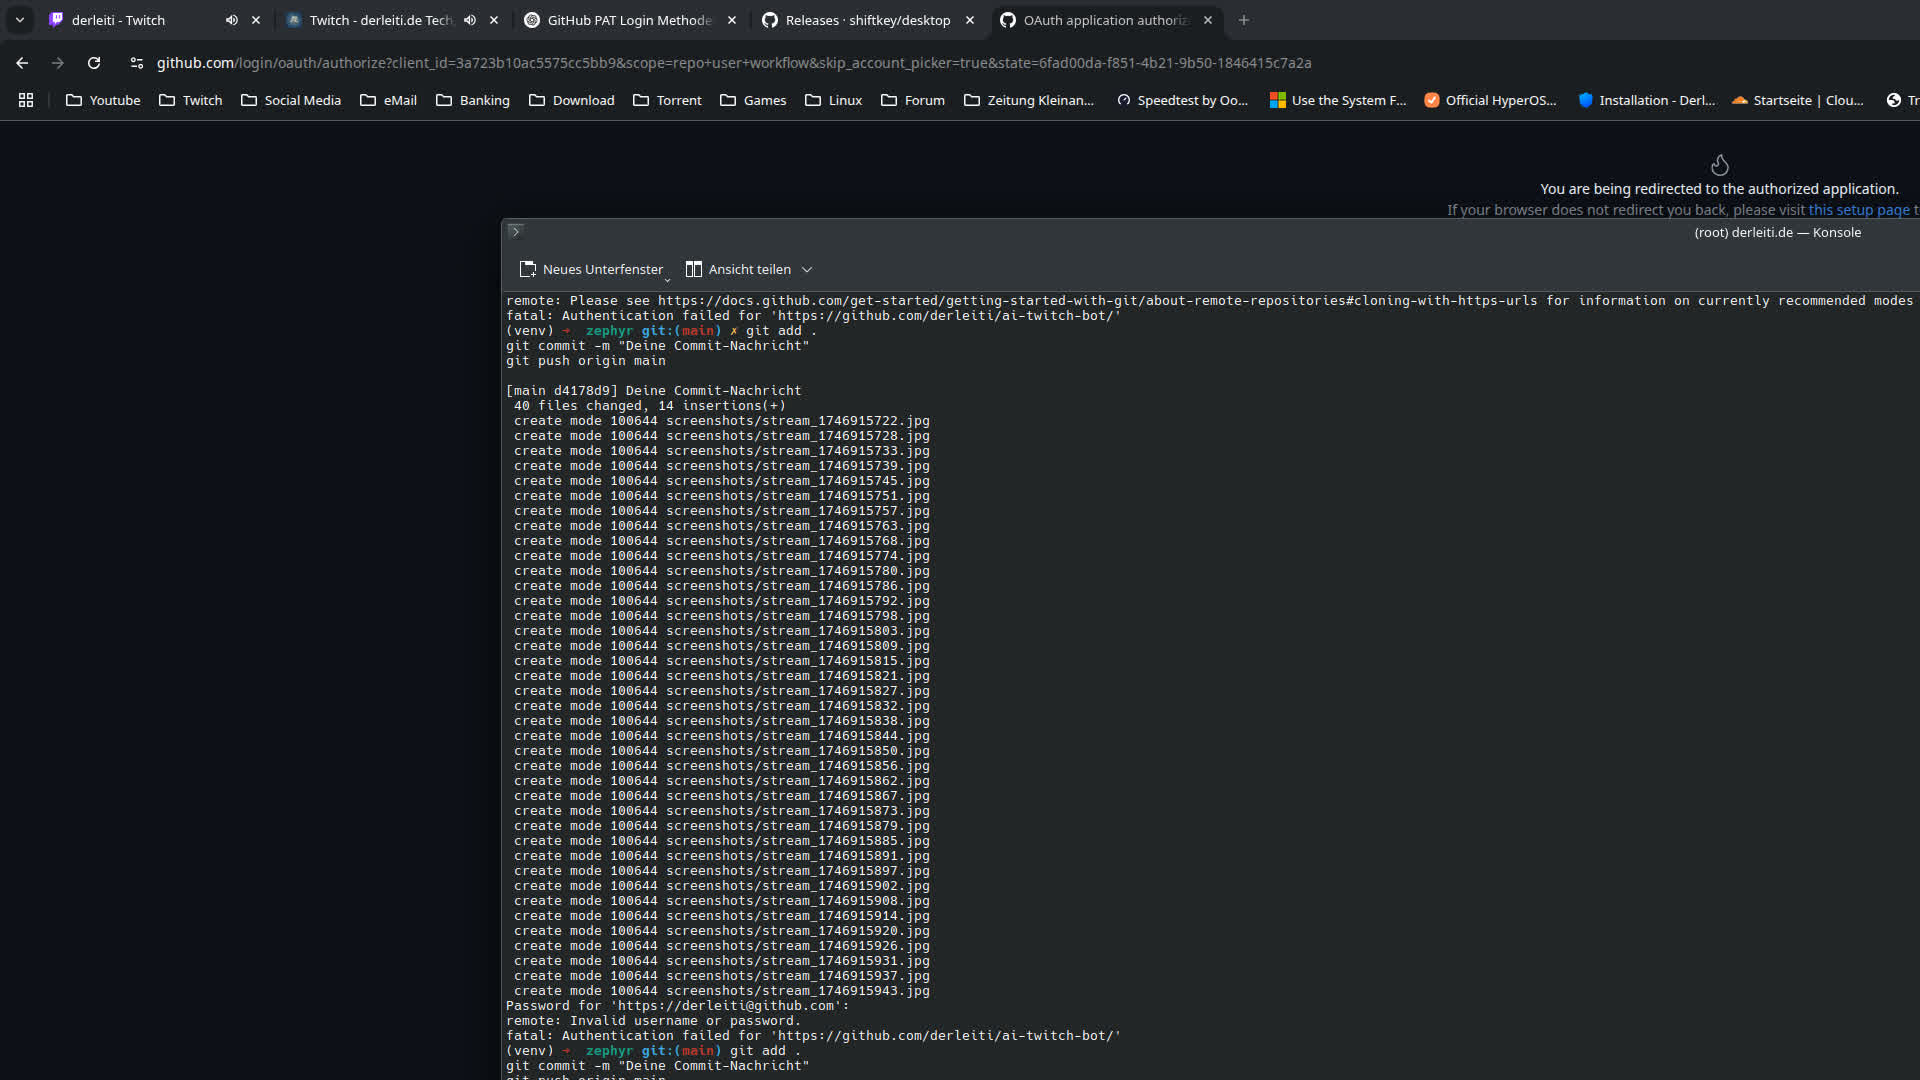 derleiti - Twitch
Twitch - derleiti.de Tech
GitHub PAT Login Methode
Releases · shiftkey/desktop
OAuth application authoriz
github.com/login/oauth/authorize?client_id=3a723b10ac5575cc5bb9&scope=repo+user+workflow&skip_account_picker=true&state=6fad00da-f851-4b21-9b50-1846415c7a2a
Youtube
Twitch
Social Media
eMail
Banking
Download
Torrent
Games
Linux
Forum
Zeitung Kleinan...
Speedtest by Oo...
Use the System F...
Official HyperOS...
Installation - Derl...
Startseite | Clou...
Tr
You are being redirected to the authorized application.
If your browser does not redirect you back, please visit this setup page t
(root) derleiti.de — Konsole
Neues Unterfenster
Ansicht teilen
remote: Please see https://docs.github.com/get-started/getting-started-with-git/about-remote-repositories#cloning-with-https-urls for information on currently recommended modes
fatal: Authentication failed for 'https://github.com/derleiti/ai-twitch-bot/'
(venv) → zephyr git:(main) ✗ git add .
git commit -m "Deine Commit-Nachricht"
git push origin main
[main d4178d9] Deine Commit-Nachricht
40 files changed, 14 insertions(+)
create mode 100644 screenshots/stream_1746915722.jpg
create mode 100644 screenshots/stream_1746915728.jpg
create mode 100644 screenshots/stream_1746915733.jpg
create mode 100644 screenshots/stream_1746915739.jpg
create mode 100644 screenshots/stream_1746915745.jpg
create mode 100644 screenshots/stream_1746915751.jpg
create mode 100644 screenshots/stream_1746915757.jpg
create mode 100644 screenshots/stream_1746915763.jpg
create mode 100644 screenshots/stream_1746915768.jpg
create mode 100644 screenshots/stream_1746915774.jpg
create mode 100644 screenshots/stream_1746915780.jpg
create mode 100644 screenshots/stream_1746915786.jpg
create mode 100644 screenshots/stream_1746915792.jpg
create mode 100644 screenshots/stream_1746915798.jpg
create mode 100644 screenshots/stream_1746915803.jpg
create mode 100644 screenshots/stream_1746915809.jpg
create mode 100644 screenshots/stream_1746915815.jpg
create mode 100644 screenshots/stream_1746915821.jpg
create mode 100644 screenshots/stream_1746915827.jpg
create mode 100644 screenshots/stream_1746915832.jpg
create mode 100644 screenshots/stream_1746915838.jpg
create mode 100644 screenshots/stream_1746915844.jpg
create mode 100644 screenshots/stream_1746915850.jpg
create mode 100644 screenshots/stream_1746915856.jpg
create mode 100644 screenshots/stream_1746915862.jpg
create mode 100644 screenshots/stream_1746915867.jpg
create mode 100644 screenshots/stream_1746915873.jpg
create mode 100644 screenshots/stream_1746915879.jpg
create mode 100644 screenshots/stream_1746915885.jpg
create mode 100644 screenshots/stream_1746915891.jpg
create mode 100644 screenshots/stream_1746915897.jpg
create mode 100644 screenshots/stream_1746915902.jpg
create mode 100644 screenshots/stream_1746915908.jpg
create mode 100644 screenshots/stream_1746915914.jpg
create mode 100644 screenshots/stream_1746915920.jpg
create mode 100644 screenshots/stream_1746915926.jpg
create mode 100644 screenshots/stream_1746915931.jpg
create mode 100644 screenshots/stream_1746915937.jpg
create mode 100644 screenshots/stream_1746915943.jpg
Password for 'https://derleiti@github.com':
remote: Invalid username or password.
fatal: Authentication failed for 'https://github.com/derleiti/ai-twitch-bot/'
(venv) → zephyr git:(main) git add .
git commit -m "Deine Commit-Nachricht"
git push origin main